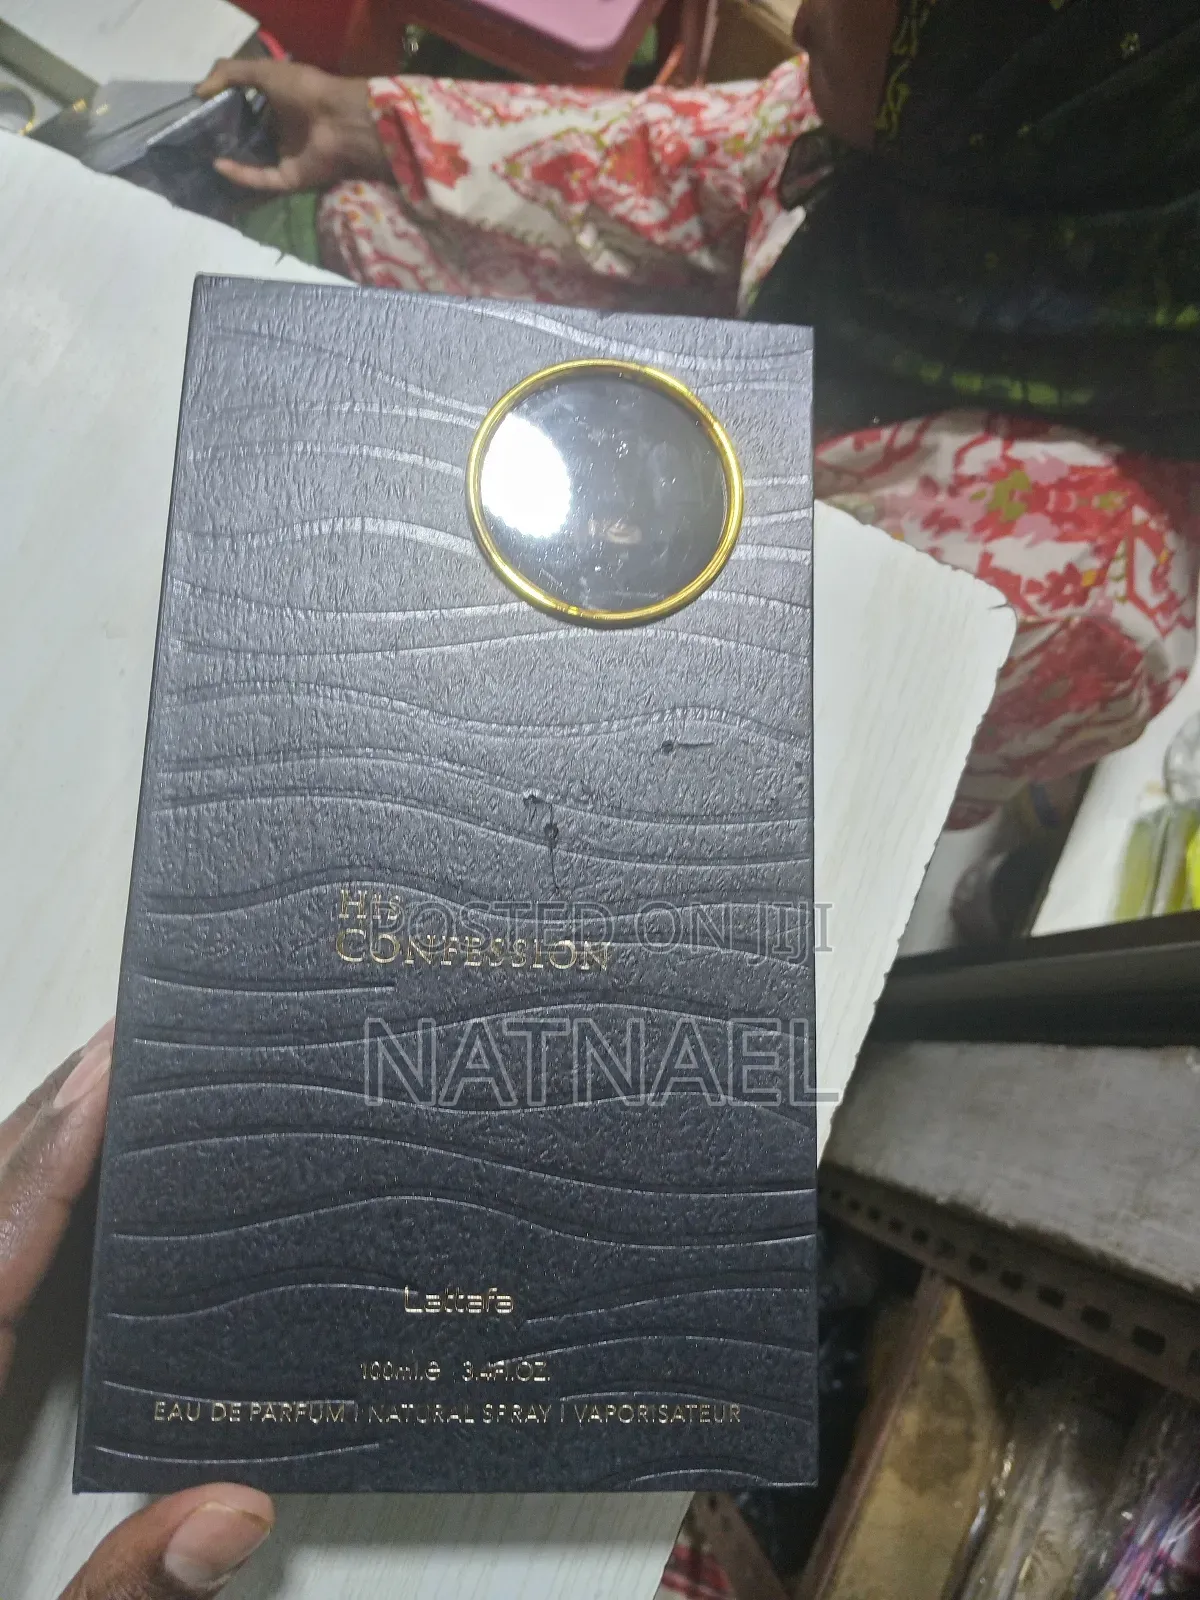 HIS
CONFESSION
POSTED ON JIJI
NATNAEL
Lattafa
100ml.e 3.4Fl.OZ.
EAU DE PARFUM | NATURAL SPRAY | VAPORISATEUR